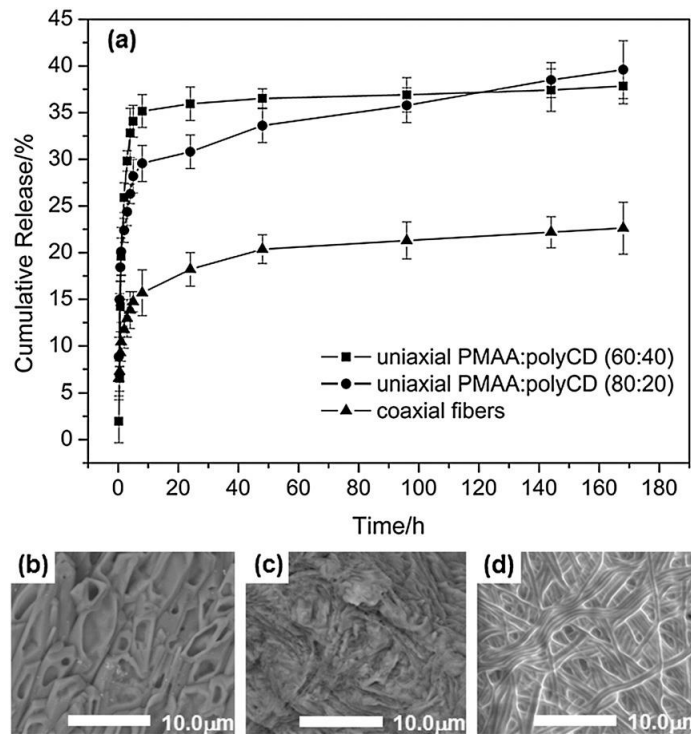 (a)
Cumulative Release/%
45
40
35
30
25
20
15
10
5
0
uniaxial PMAA:polyCD (60:40)
uniaxial PMAA:polyCD (80:20)
coaxial fibers
0 20 40 60 80 100 120 140 160 180
Time/h
(b) (c) (d)
10.0µm 10.0µm 10.0µm